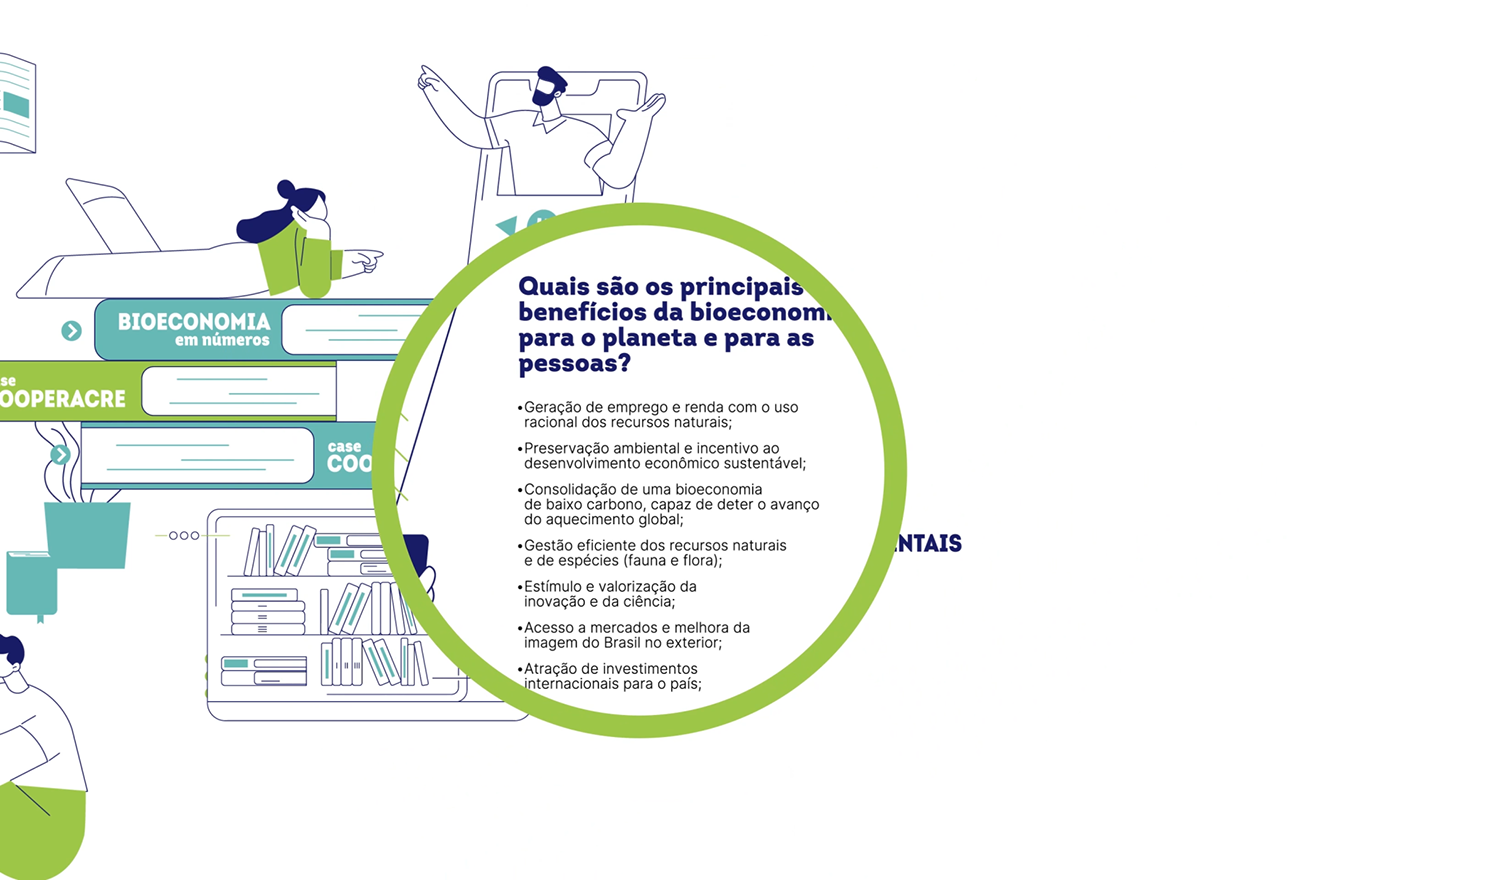 BIOECONOMIA
em números
se
OOPERACRE
case
COO
Quais são os principais
benefícios da bioeconomi
para o planeta e para as
pessoas?
•Geração de emprego e renda com o uso
racional dos recursos naturais;
•Preservação ambiental e incentivo ao
desenvolvimento econômico sustentável;
•Consolidação de uma bioeconomia
de baixo carbono, capaz de deter o avanço
do aquecimento global;
•Gestão eficiente dos recursos naturais
e de espécies (fauna e flora);
•Estímulo e valorização da
inovação e da ciência;
•Acesso a mercados e melhora da
imagem do Brasil no exterior;
•Atração de investimentos
internacionais para o país;
NTAIS